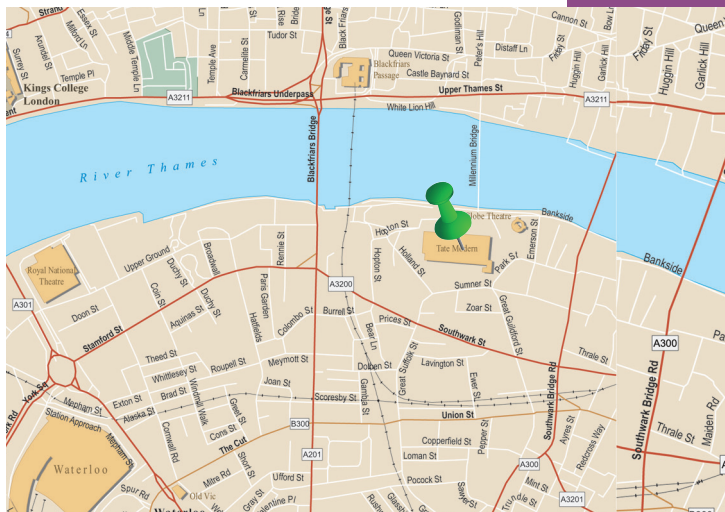 Strand
Essex St
Milford Ln
Arundel St
Surrey St
Temple Pl
Middle Temple Ln
Temple Ave
Carmelite St
Tudor St
Black Friars
Queen Victoria St
Blackfriars
Passage
Castle Baynard St
Godliman St
Peter's Hill
Distaff Ln
Cannon St
Friday St
Huggin Hill
Garlick Hill
Bow Ln
Friday St
Huggin Hill
Garlick Hill
Kings College
London
A3211
Blackfriars Underpass
Upper Thames St
White Lion Hill
A3211
River Thames
Blackfriars Bridge
Millennium Bridge
Globe Theatre
Bankside
Bankside
Emerson St
Hopton St
Hopton St
Holland St
Tate Modern
Park St
Sumner St
Zoar St
Great Guildford St
Royal National
Theatre
Upper Ground
Broadwall
Rennie St
Duchy St
Duchy St
Coin St
Doon St
Aquinas St
Paris Garden
Hatfields
Colombo St
Burrell St
A3200
A301
Stamford St
Prices St
Southwark St
Bear Ln
Great Suffolk St
Lavington St
Ewer St
Dolben St
Gambia St
Southwark Bridge Rd
Thrale St
A300
Southwark Bridge Rd
Thrale St
Maiden Rd
Theed St
Whittlesey St
Roupell St
Meymott St
Joan St
Brad St
Windmill Walk
Exton St
Mepham St
Alaska St
Station Approach
York
Greet St
Cons St
Cornwall Rd
The Cut
Scoresby St
B300
Union St
Pepper St
Copperfield St
Loman St
Pocock St
Sawyer St
Ayres St
Redcross Way
A300
Mint St
Trundle St
A3201
A201
Ufford St
Short St
Mitre Rd
Gray St
Old Vic
Waterloo
Mepham St
Spur Rd